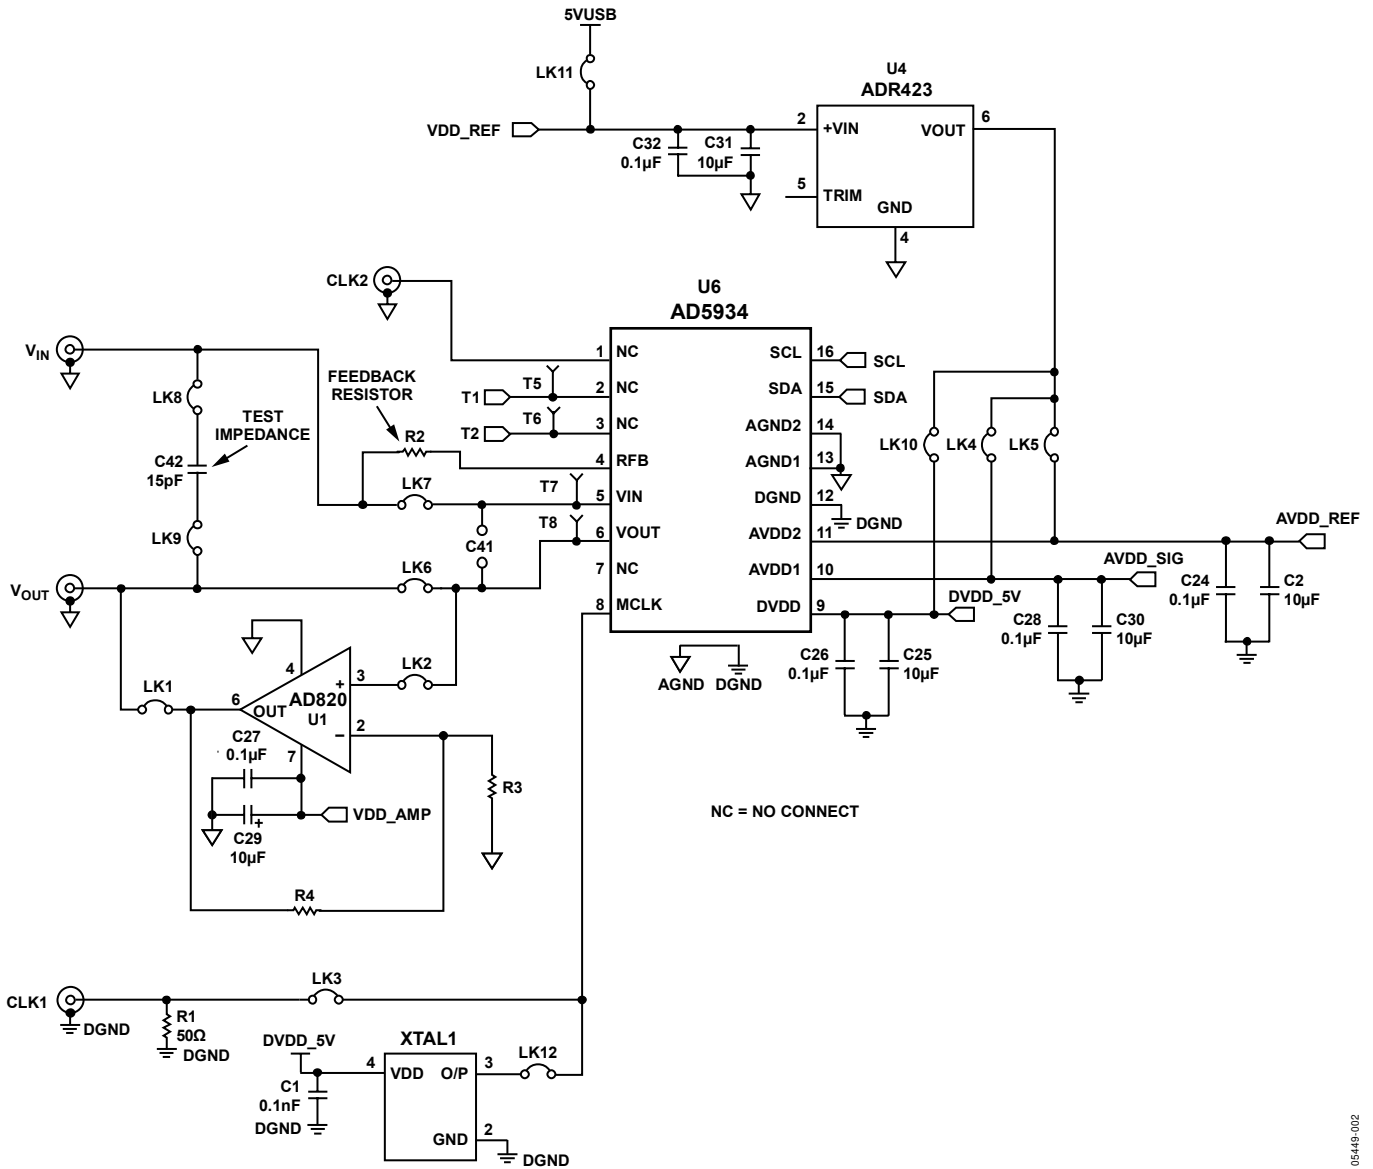 5VUSB
LK11
U4
ADR423
VDD_REF
2
+VIN
VOUT
6
C32
0.1µF
C31
10µF
5
TRIM
GND
4
CLK2
U6
AD5934
VIN
1
NC
SCL
16
SCL
LK8
FEEDBACK
RESISTOR
T5
T1
2
NC
SDA
15
SDA
TEST
IMPEDANCE
R2
T6
T2
3
NC
AGND2
14
LK10
LK4
LK5
C42
15pF
4
RFB
AGND1
13
LK7
T7
5
VIN
DGND
12
DGND
LK9
T8
C41
6
VOUT
AVDD2
11
AVDD_REF
VOUT
LK6
7
NC
AVDD1
10
AVDD_SIG
C24
0.1µF
C2
10µF
8
MCLK
DVDD
9
DVDD_5V
C28
0.1µF
C30
10µF
4
LK2
3
+
AGND
DGND
C26
0.1µF
C25
10µF
LK1
6
OUT
AD820
U1
2
–
C27
0.1µF
7
R3
VDD_AMP
+
C29
10µF
NC = NO CONNECT
R4
CLK1
DGND
LK3
R1
50Ω
DGND
DVDD_5V
XTAL1
4
VDD
O/P
3
LK12
C1
0.1nF
DGND
GND
2
DGND
05449-002